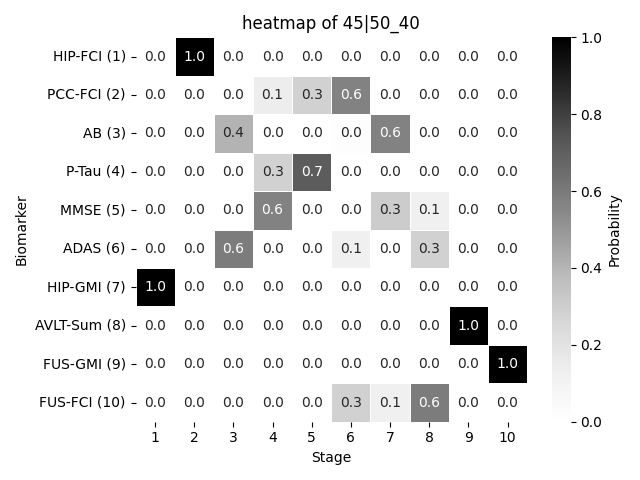 heatmap of 45|50_40
HIP-FCI (1) 0.0 1.0 0.0 0.0 0.0 0.0 0.0 0.0 0.0 0.0
PCC-FCI (2) 0.0 0.0 0.0 0.1 0.3 0.6 0.0 0.0 0.0 0.0
AB (3) 0.0 0.0 0.4 0.0 0.0 0.0 0.6 0.0 0.0 0.0
P-Tau (4) 0.0 0.0 0.0 0.3 0.7 0.0 0.0 0.0 0.0 0.0
MMSE (5) 0.0 0.0 0.0 0.6 0.0 0.0 0.3 0.1 0.0 0.0
ADAS (6) 0.0 0.0 0.6 0.0 0.0 0.1 0.0 0.3 0.0 0.0
HIP-GMI (7) 1.0 0.0 0.0 0.0 0.0 0.0 0.0 0.0 0.0 0.0
AVLT-Sum (8) 0.0 0.0 0.0 0.0 0.0 0.0 0.0 0.0 1.0 0.0
FUS-GMI (9) 0.0 0.0 0.0 0.0 0.0 0.0 0.0 0.0 0.0 1.0
FUS-FCI (10) 0.0 0.0 0.0 0.0 0.0 0.3 0.1 0.6 0.0 0.0
1 2 3 4 5 6 7 8 9 10
Stage
Biomarker
1.0
0.8
0.6
0.4
0.2
0.0
Probability